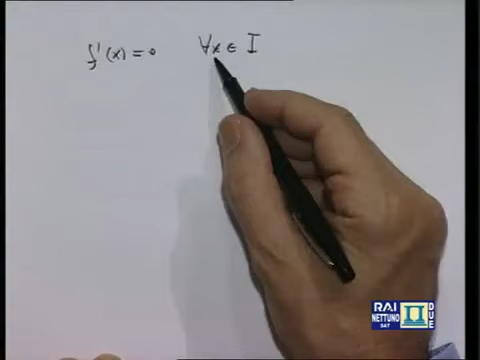 f'(x) = 0 ∀x ∈ I
RAI
NETTUNO
SAT
DUE